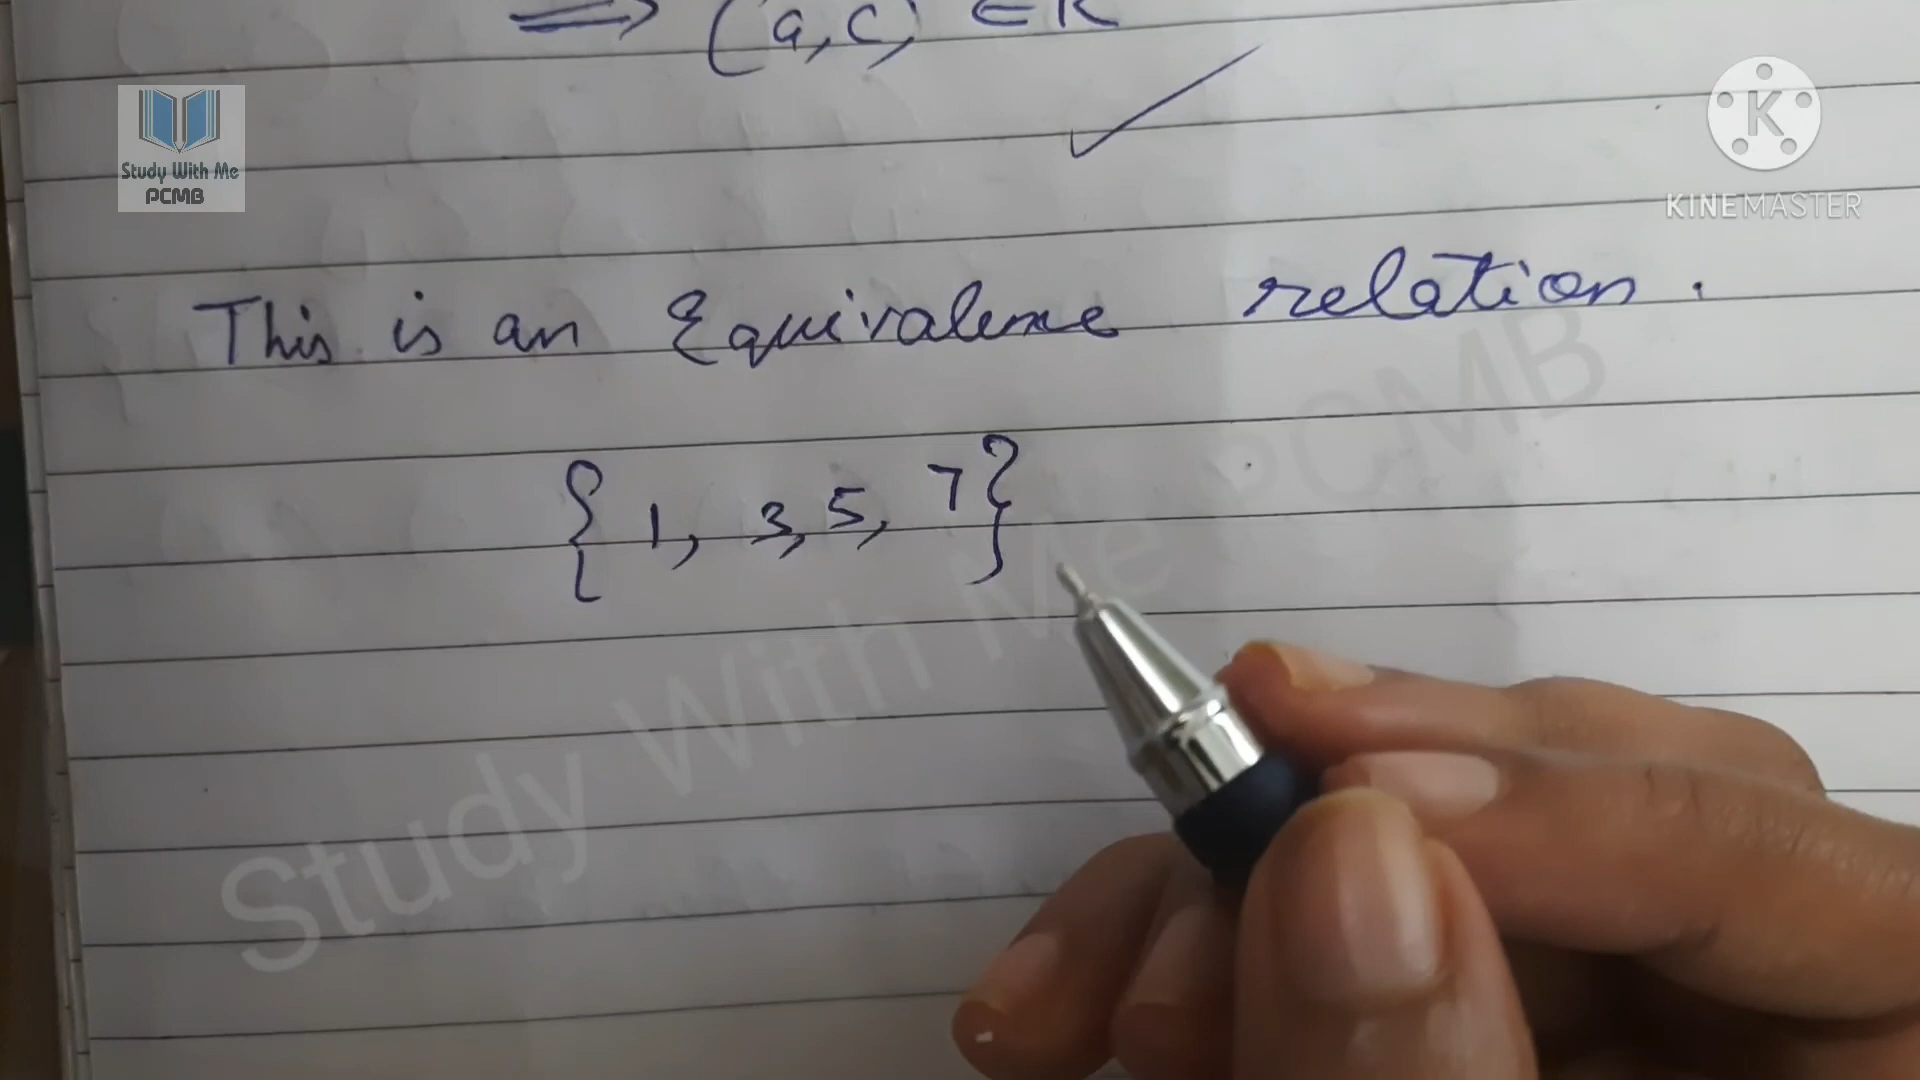 ⟹ (a,c) ∈ R
Study With Me
PCMB
K
KINEMASTER
This is an Equivalence relation.
{ 1, 3, 5, 7}
Study With Me PCMB